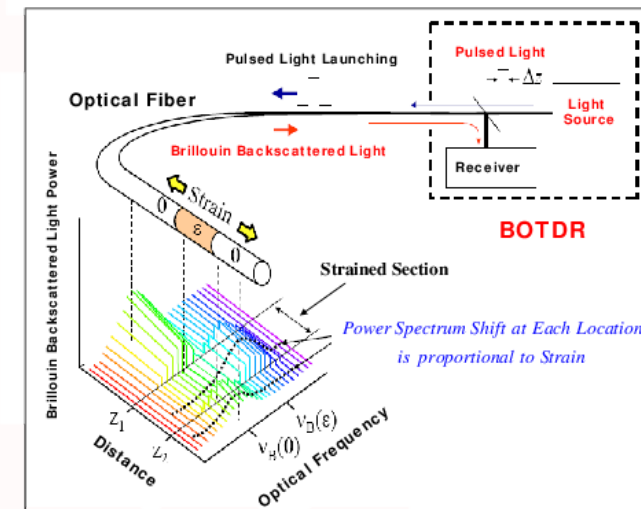 Pulsed Light Launching
Pulsed Light
Δz
Optical Fiber
Light
Source
Brillouin Backscattered Light
Receiver
BOTDR
Strain
0
ε
0
Strained Section
Power Spectrum Shift at Each Location
is proportional to Strain
Brillouin Backscattered Light Power
Z1
Z2
Distance
νB(0)
νB(ε)
Optical Frequency